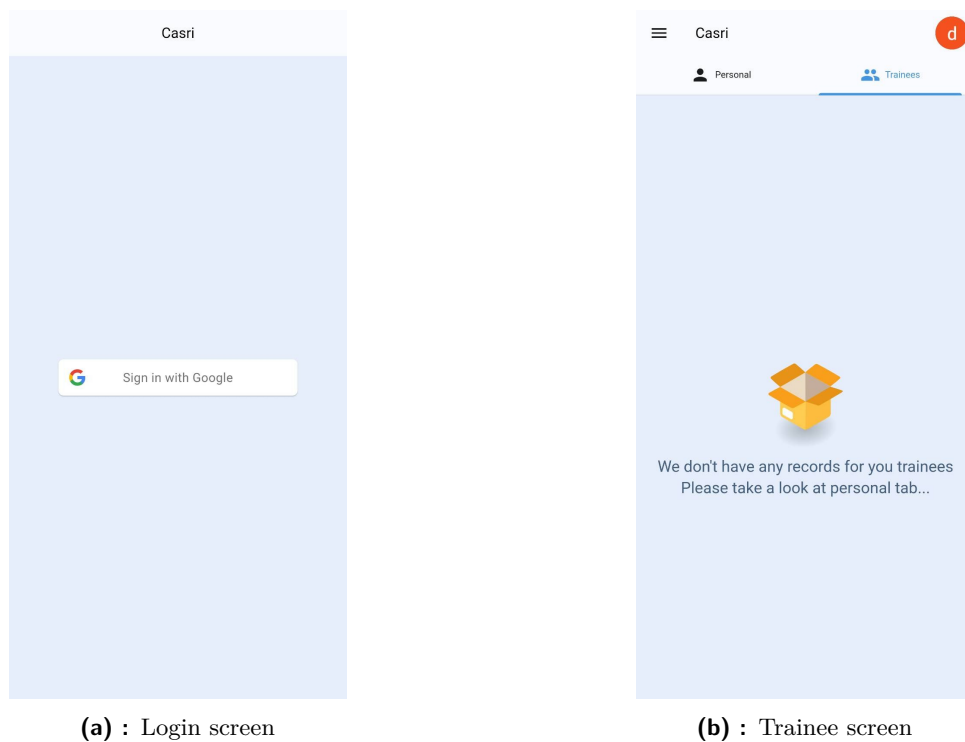 Casri
Sign in with Google
(a) : Login screen
Casri
d
Personal
Trainees
We don't have any records for you trainees
Please take a look at personal tab...
(b) : Trainee screen